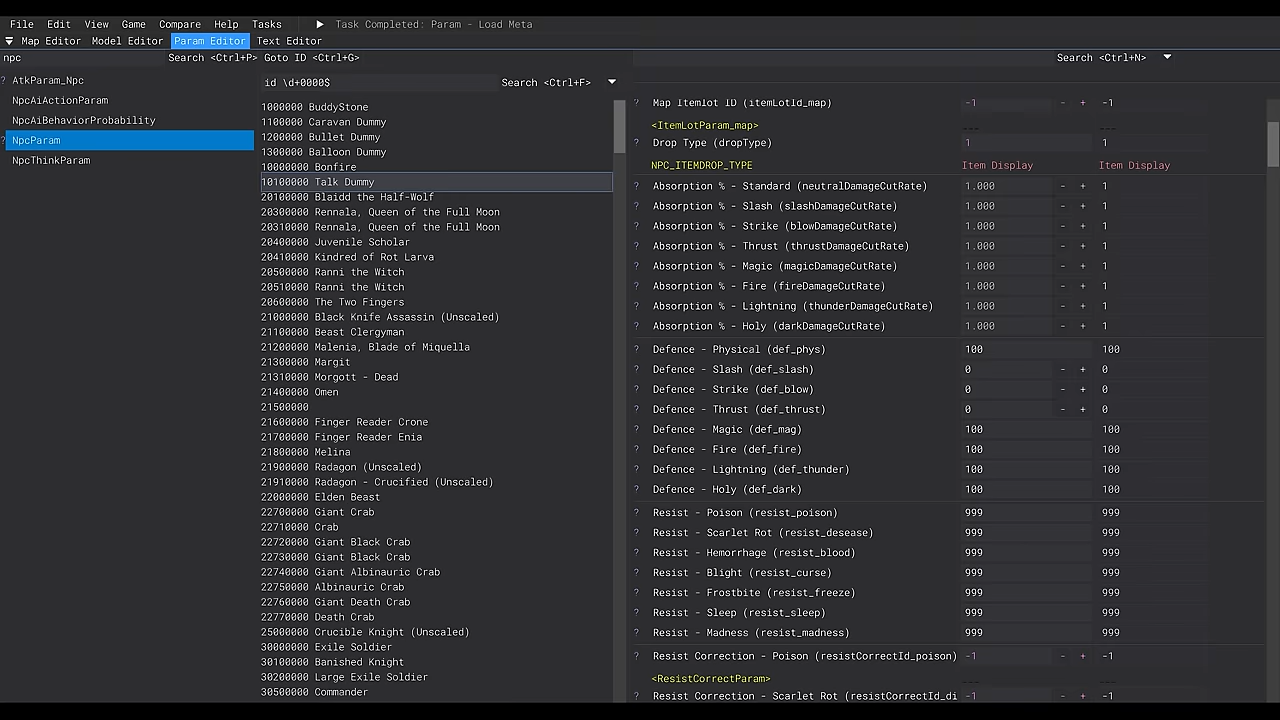 File Edit View Game Compare Help Tasks Task Completed: Param - Load Meta
Map Editor Model Editor Param Editor Text Editor
npc Search <Ctrl+P> Goto ID <Ctrl+G> Search <Ctrl+N>
? AtkParam_Npc
NpcAiActionParam
NpcAiBehaviorProbability
? NpcParam
NpcThinkParam
id \d+0000$ Search <Ctrl+F>
1000000 BuddyStone
1100000 Caravan Dummy
1200000 Bullet Dummy
1300000 Balloon Dummy
10000000 Bonfire
10100000 Talk Dummy
20100000 Blaidd the Half-Wolf
20300000 Rennala, Queen of the Full Moon
20310000 Rennala, Queen of the Full Moon
20400000 Juvenile Scholar
20410000 Kindred of Rot Larva
20500000 Ranni the Witch
20510000 Ranni the Witch
20600000 The Two Fingers
21000000 Black Knife Assassin (Unscaled)
21100000 Beast Clergyman
21200000 Malenia, Blade of Miquella
21300000 Margit
21310000 Morgott - Dead
21400000 Omen
21500000
21600000 Finger Reader Crone
21700000 Finger Reader Enia
21800000 Melina
21900000 Radagon (Unscaled)
21910000 Radagon - Crucified (Unscaled)
22000000 Elden Beast
22700000 Giant Crab
22710000 Crab
22720000 Giant Black Crab
22730000 Giant Black Crab
22740000 Giant Albinauric Crab
22750000 Albinauric Crab
22760000 Giant Death Crab
22770000 Death Crab
25000000 Crucible Knight (Unscaled)
30000000 Exile Soldier
30100000 Banished Knight
30200000 Large Exile Soldier
30500000 Commander
? Map Itemlot ID (itemLotId_map) -1 - + -1
<ItemLotParam_map> --- ---
? Drop Type (dropType) 1 1
NPC_ITEMDROP_TYPE Item Display Item Display
? Absorption % - Standard (neutralDamageCutRate) 1.000 - + 1
? Absorption % - Slash (slashDamageCutRate) 1.000 - + 1
? Absorption % - Strike (blowDamageCutRate) 1.000 - + 1
? Absorption % - Thrust (thrustDamageCutRate) 1.000 - + 1
? Absorption % - Magic (magicDamageCutRate) 1.000 - + 1
? Absorption % - Fire (fireDamageCutRate) 1.000 - + 1
? Absorption % - Lightning (thunderDamageCutRate) 1.000 - + 1
? Absorption % - Holy (darkDamageCutRate) 1.000 - + 1
? Defence - Physical (def_phys) 100 100
? Defence - Slash (def_slash) 0 - + 0
? Defence - Strike (def_blow) 0 - + 0
? Defence - Thrust (def_thrust) 0 - + 0
? Defence - Magic (def_mag) 100 100
? Defence - Fire (def_fire) 100 100
? Defence - Lightning (def_thunder) 100 100
? Defence - Holy (def_dark) 100 100
? Resist - Poison (resist_poison) 999 999
? Resist - Scarlet Rot (resist_desease) 999 999
? Resist - Hemorrhage (resist_blood) 999 999
? Resist - Blight (resist_curse) 999 999
? Resist - Frostbite (resist_freeze) 999 999
? Resist - Sleep (resist_sleep) 999 999
? Resist - Madness (resist_madness) 999 999
? Resist Correction - Poison (resistCorrectId_poison) -1 - + -1
<ResistCorrectParam> --- ---
? Resist Correction - Scarlet Rot (resistCorrectId_di -1 - + -1